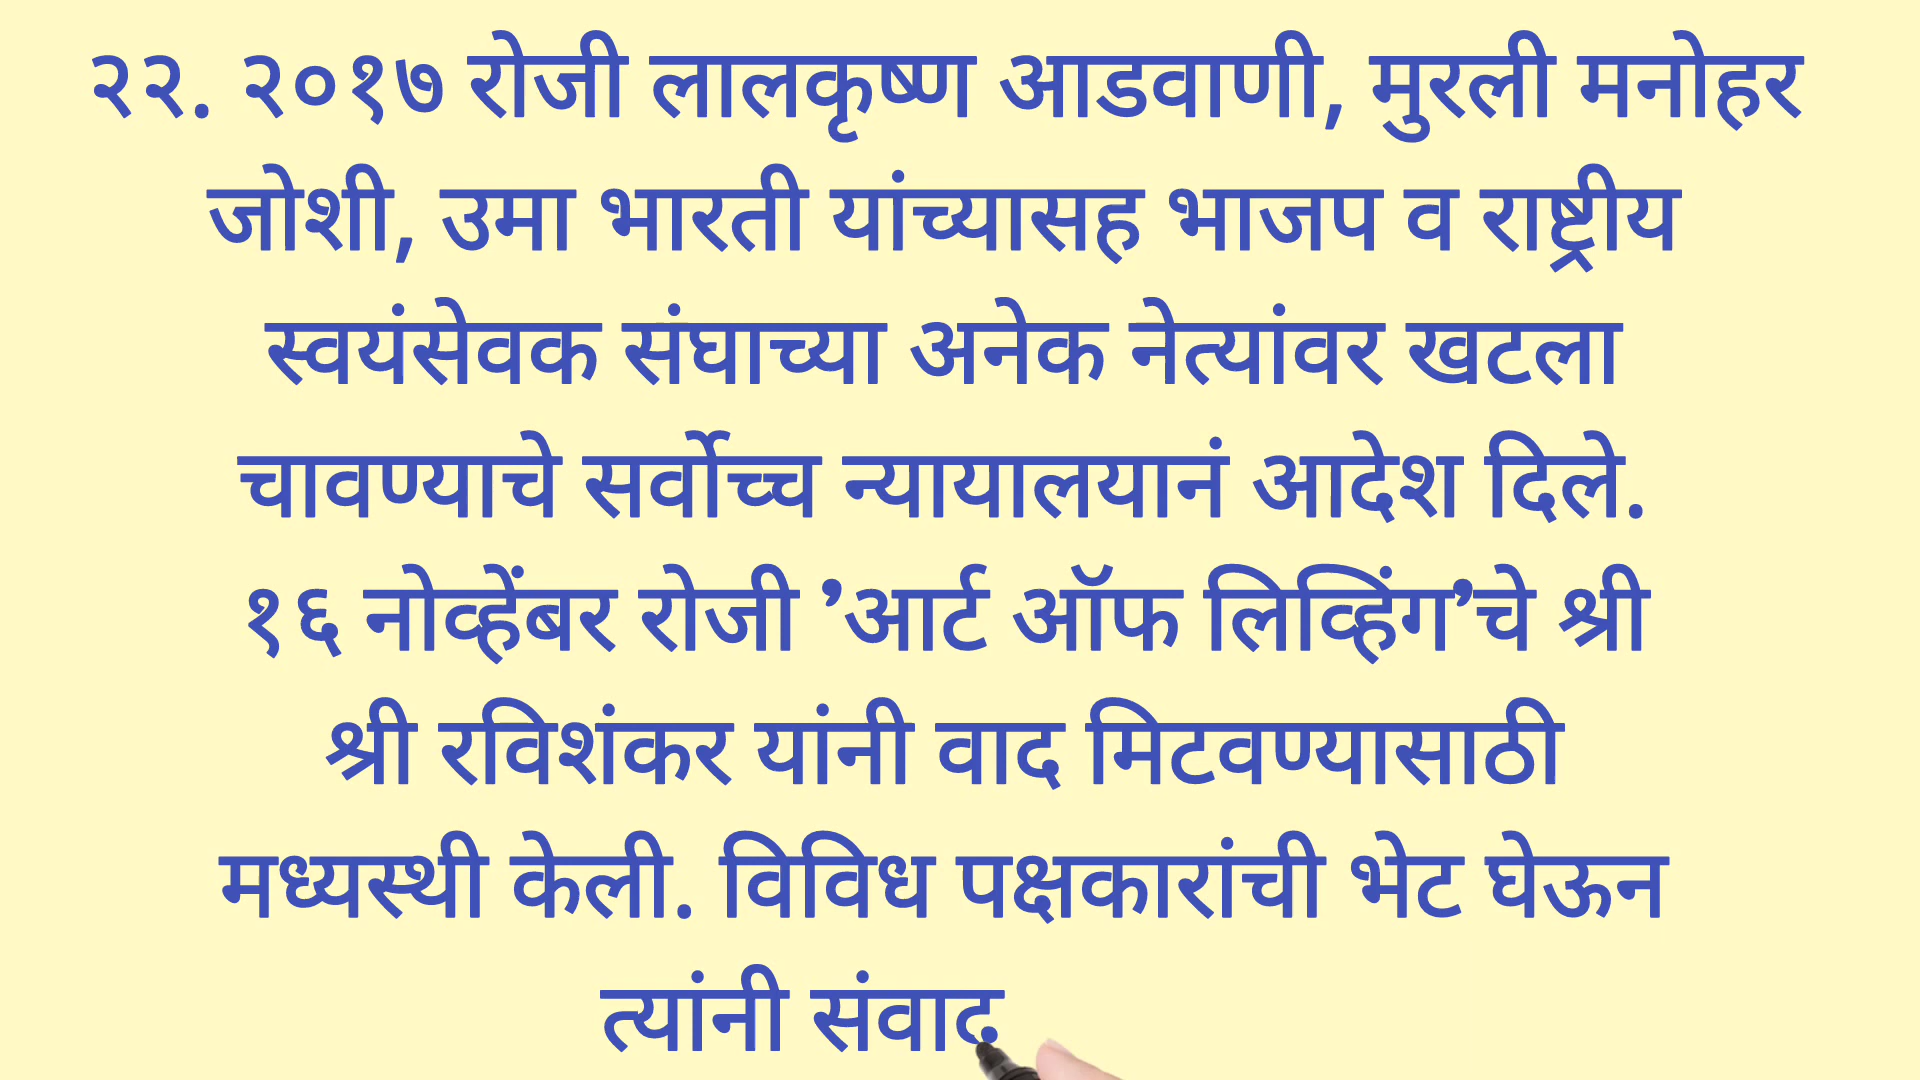 २२. २०१७ रोजी लालकृष्ण आडवाणी, मुरली मनोहर
जोशी, उमा भारती यांच्यासह भाजप व राष्ट्रीय
स्वयंसेवक संघाच्या अनेक नेत्यांवर खटला
चावण्याचे सर्वोच्च न्यायालयानं आदेश दिले.
१६ नोव्हेंबर रोजी ’आर्ट ऑफ लिव्हिंग’चे श्री
श्री रविशंकर यांनी वाद मिटवण्यासाठी
मध्यस्थी केली. विविध पक्षकारांची भेट घेऊन
त्यांनी संवाद